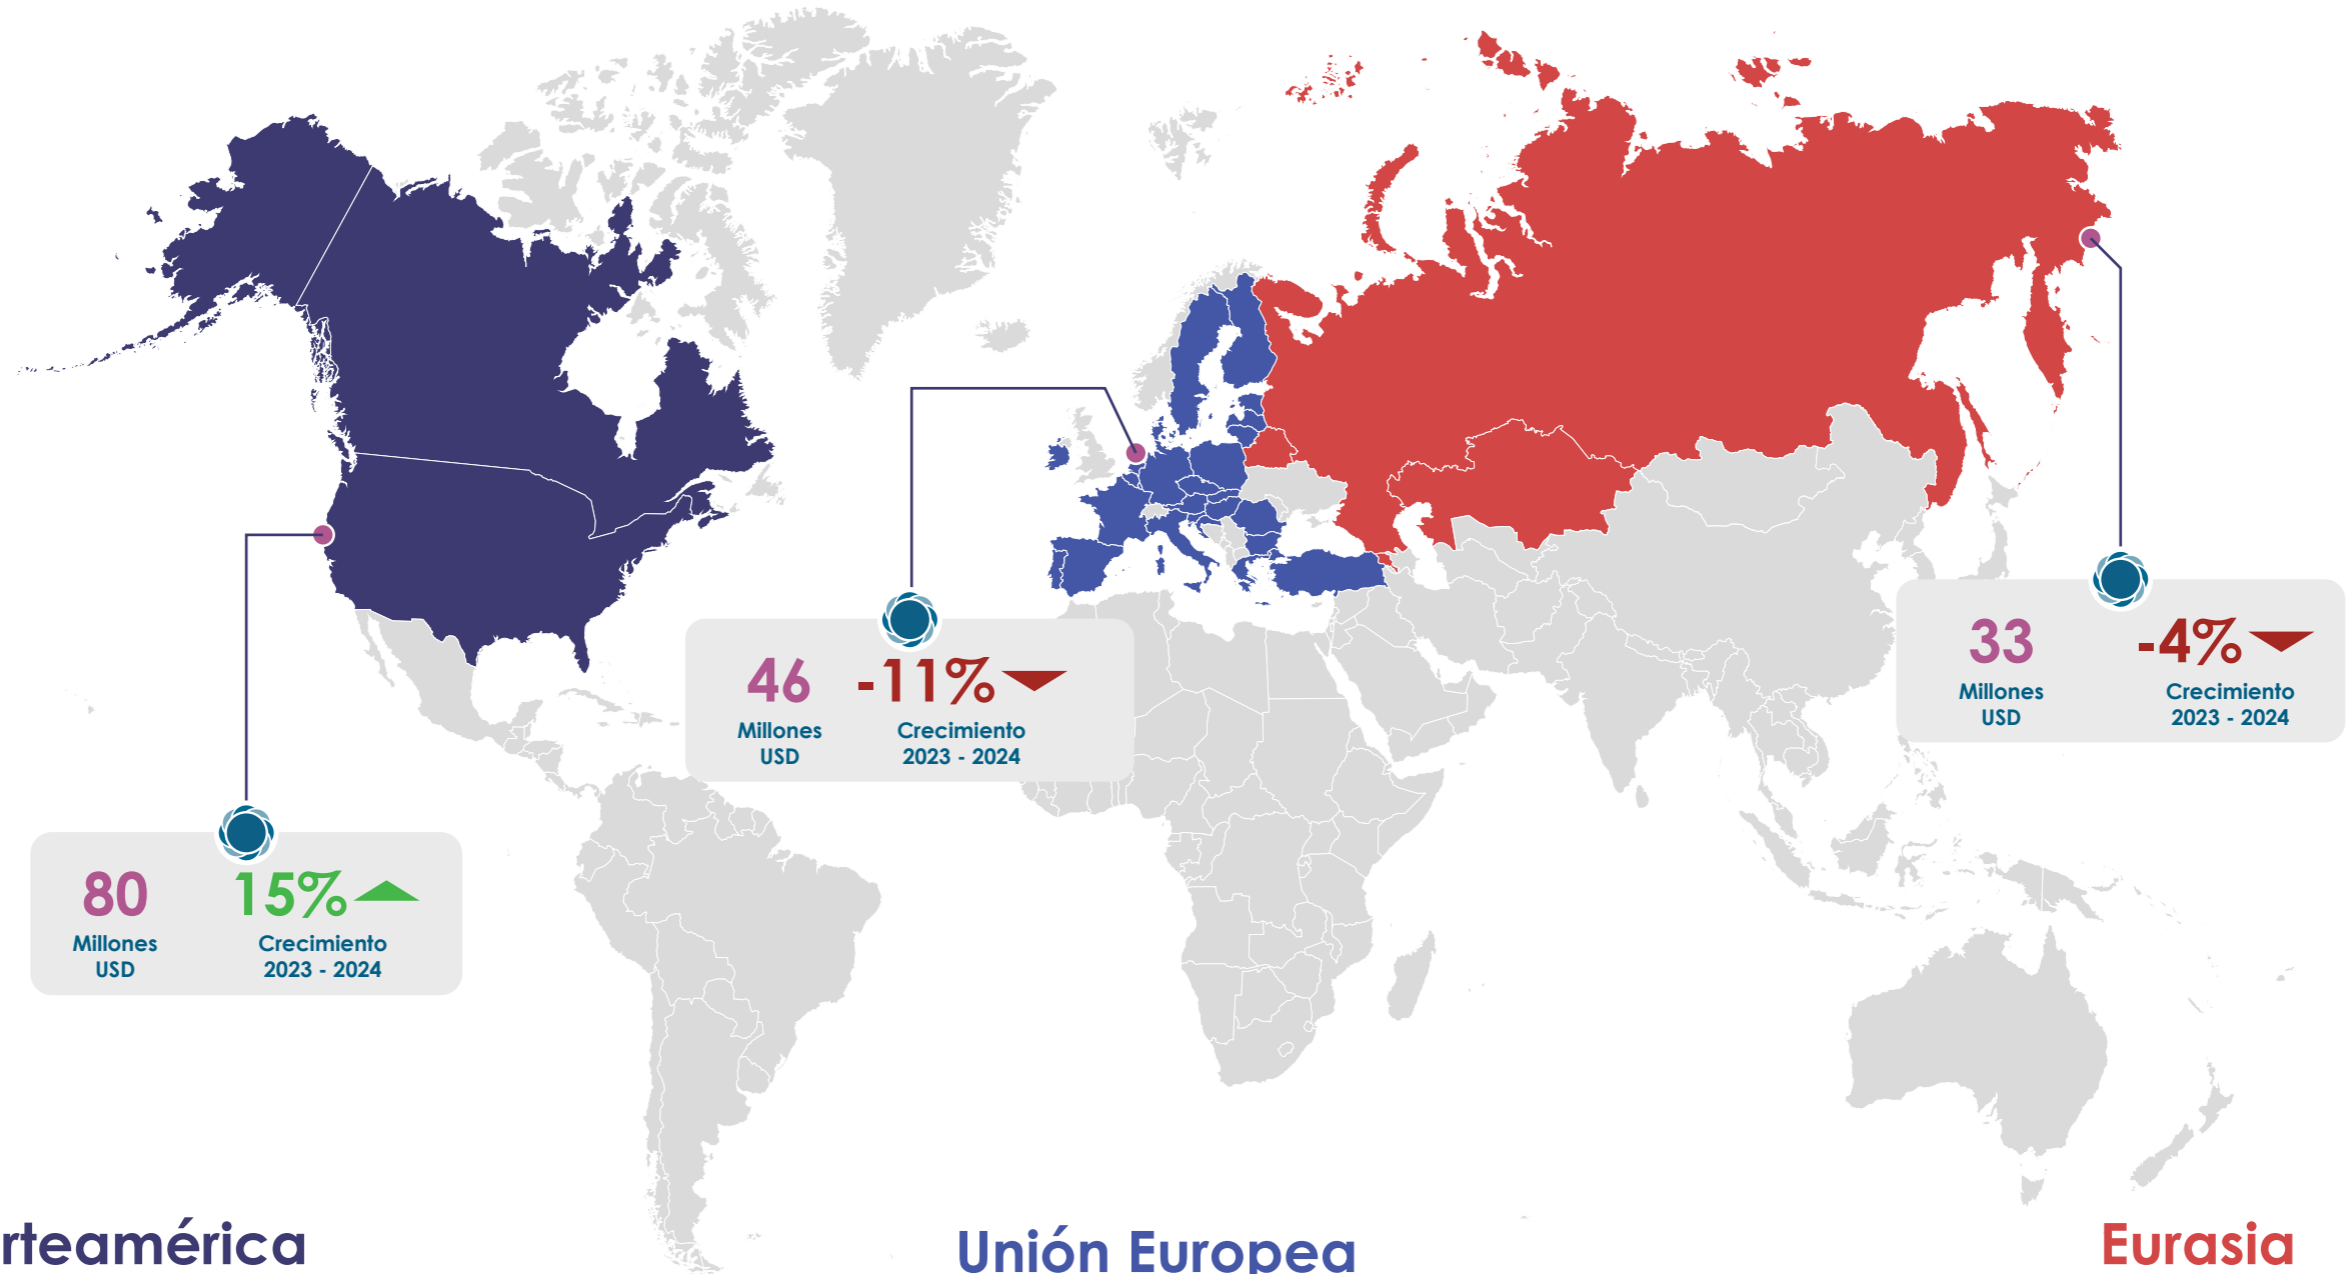 33
-4%
Millones
USD
Crecimiento
2023 - 2024
46
-11%
Millones
USD
Crecimiento
2023 - 2024
80
15%
Millones
USD
Crecimiento
2023 - 2024
rteamérica
Unión Europea
Eurasia